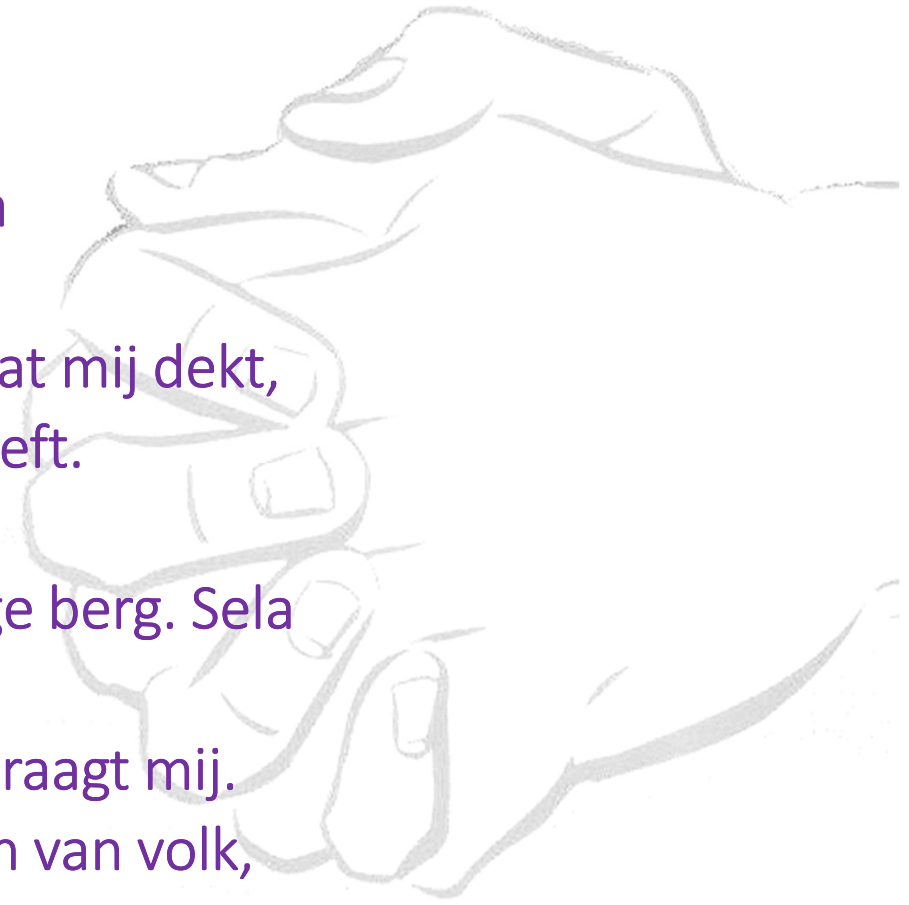 n
at mij dekt,
eft.
ge berg. Sela
raagt mij.
n van volk,